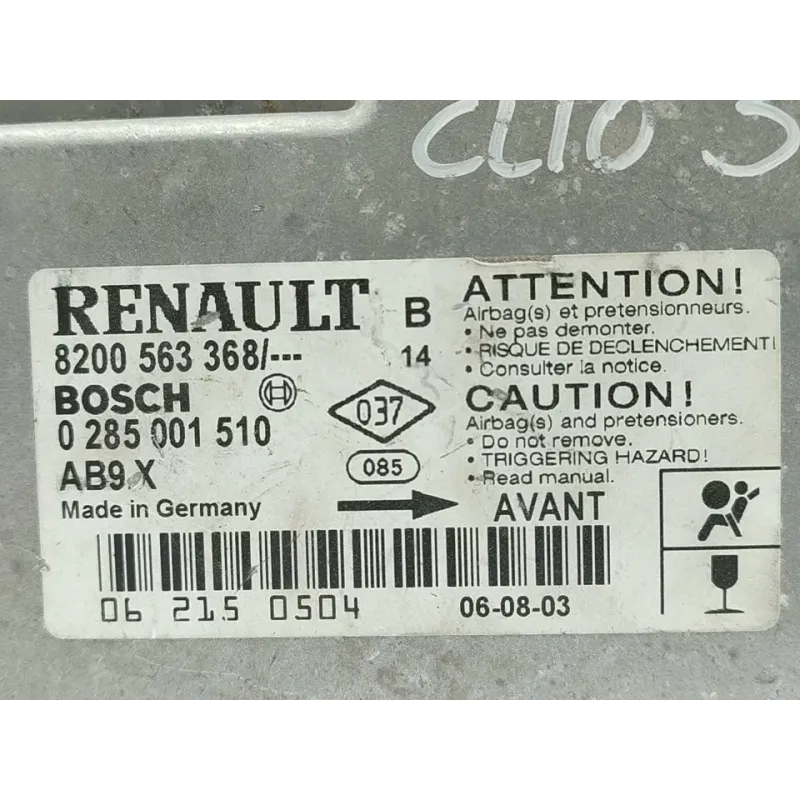 CLIO
RENAULT B
8200 563 368/--- 14
BOSCH
0 285 001 510
AB9.X
Made in Germany
037
085
ATTENTION!
Airbag(s) et pretensionneurs.
• Ne pas demonter.
• RISQUE DE DECLENCHEMENT!
• Consulter la notice.
CAUTION!
Airbag(s) and pretensioners.
• Do not remove.
• TRIGGERING HAZARD!
• Read manual.
AVANT
06 215 0504
06-08-03